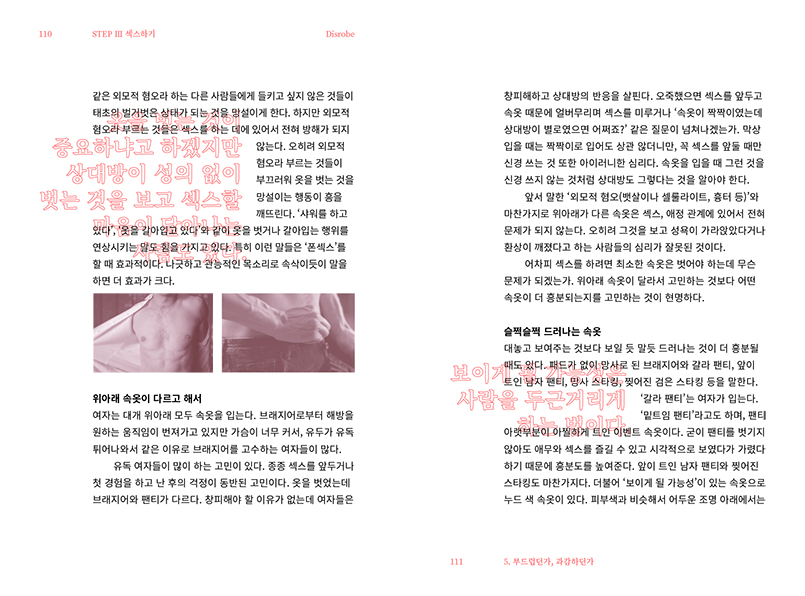 110 STEP III 섹스하기 Disrobe
같은 외모적 혐오라 하는 다른 사람들에게 들키고 싶지 않은 것들이
태초의 벌거벗은 상태가 되는 것을 망설이게 한다. 하지만 외모적
혐오라 부르는 것들은 섹스를 하는 데에 있어서 전혀 방해가 되지
않는다. 오히려 외모적
혐오라 부르는 것들이
부끄러워 옷을 벗는 것을
망설이는 행동이 흥을
깨뜨린다. ‘샤워를 하고
있다’, ‘옷을 갈아입고 있다’와 같이 옷을 벗거나 갈아입는 행위를
연상시키는 말도 힘을 가지고 있다. 특히 이런 말들은 ‘폰섹스’를
할 때 효과적이다. 나긋하고 관능적인 목소리로 속삭이듯이 말을
하면 더 효과가 크다.
옷을 벗는 것이
중요하냐고 하겠지만
상대방이 성의 없이
벗는 것을 보고 섹스할
마음이 달아나는
사람도 있다.
위아래 속옷이 다르고 해서
여자는 대개 위아래 모두 속옷을 입는다. 브래지어로부터 해방을
원하는 움직임이 번져가고 있지만 가슴이 너무 커서, 유두가 유독
튀어나와서 같은 이유로 브래지어를 고수하는 여자들이 많다.
유독 여자들이 많이 하는 고민이 있다. 종종 섹스를 앞두거나
첫 경험을 하고 난 후의 걱정이 동반된 고민이다. 옷을 벗었는데
브래지어와 팬티가 다르다. 창피해야 할 이유가 없는데 여자들은
창피해하고 상대방의 반응을 살핀다. 오죽했으면 섹스를 앞두고
속옷 때문에 얼버무리며 섹스를 미루거나 ‘속옷이 짝짝이였는데
상대방이 별로였으면 어쩌죠?’ 같은 질문이 넘쳐나겠는가. 막상
입을 때는 짝짝이로 입어도 상관 않더니만, 꼭 섹스를 앞둘 때만
신경 쓰는 것 또한 아이러니한 심리다. 속옷을 입을 때 그런 것을
신경 쓰지 않는 것처럼 상대방도 그렇다는 것을 알아야 한다.
앞서 말한 ‘외모적 혐오(뱃살이나 셀룰라이트, 흉터 등)’와
마찬가지로 위아래가 다른 속옷은 섹스, 애정 관계에 있어서 전혀
문제가 되지 않는다. 오히려 그것을 보고 성욕이 가라앉았다거나
환상이 깨졌다고 하는 사람들의 심리가 잘못된 것이다.
어차피 섹스를 하려면 최소한 속옷은 벗어야 하는데 무슨
문제가 되겠는가. 위아래 속옷이 달라서 고민하는 것보다 어떤
속옷이 더 흥분되는지를 고민하는 것이 현명하다.
슬쩍슬쩍 드러나는 속옷
대놓고 보여주는 것보다 보일 듯 말듯 드러나는 것이 더 흥분될
때도 있다. 패드가 없이 망사로 된 브래지어와 갈라 팬티, 앞이
트인 남자 팬티, 망사 스타킹, 찢어진 검은 스타킹 등을 말한다.
‘갈라 팬티’는 여자가 입는다.
‘밑트임 팬티’라고도 하며, 팬티
아랫부분이 아찔하게 트인 이벤트 속옷이다. 굳이 팬티를 벗기지
않아도 애무와 섹스를 즐길 수 있고 시각적으로 보였다가 가렸다
하기 때문에 흥분도를 높여준다. 앞이 트인 남자 팬티와 찢어진
스타킹도 마찬가지다. 더불어 ‘보이게 될 가능성’이 있는 속옷으로
누드 색 속옷이 있다. 피부색과 비슷해서 어두운 조명 아래에서는
보이게 될 가능성은
사람을 두근거리게
하는 법이다.
111 5. 부드럽던가, 과감하던가